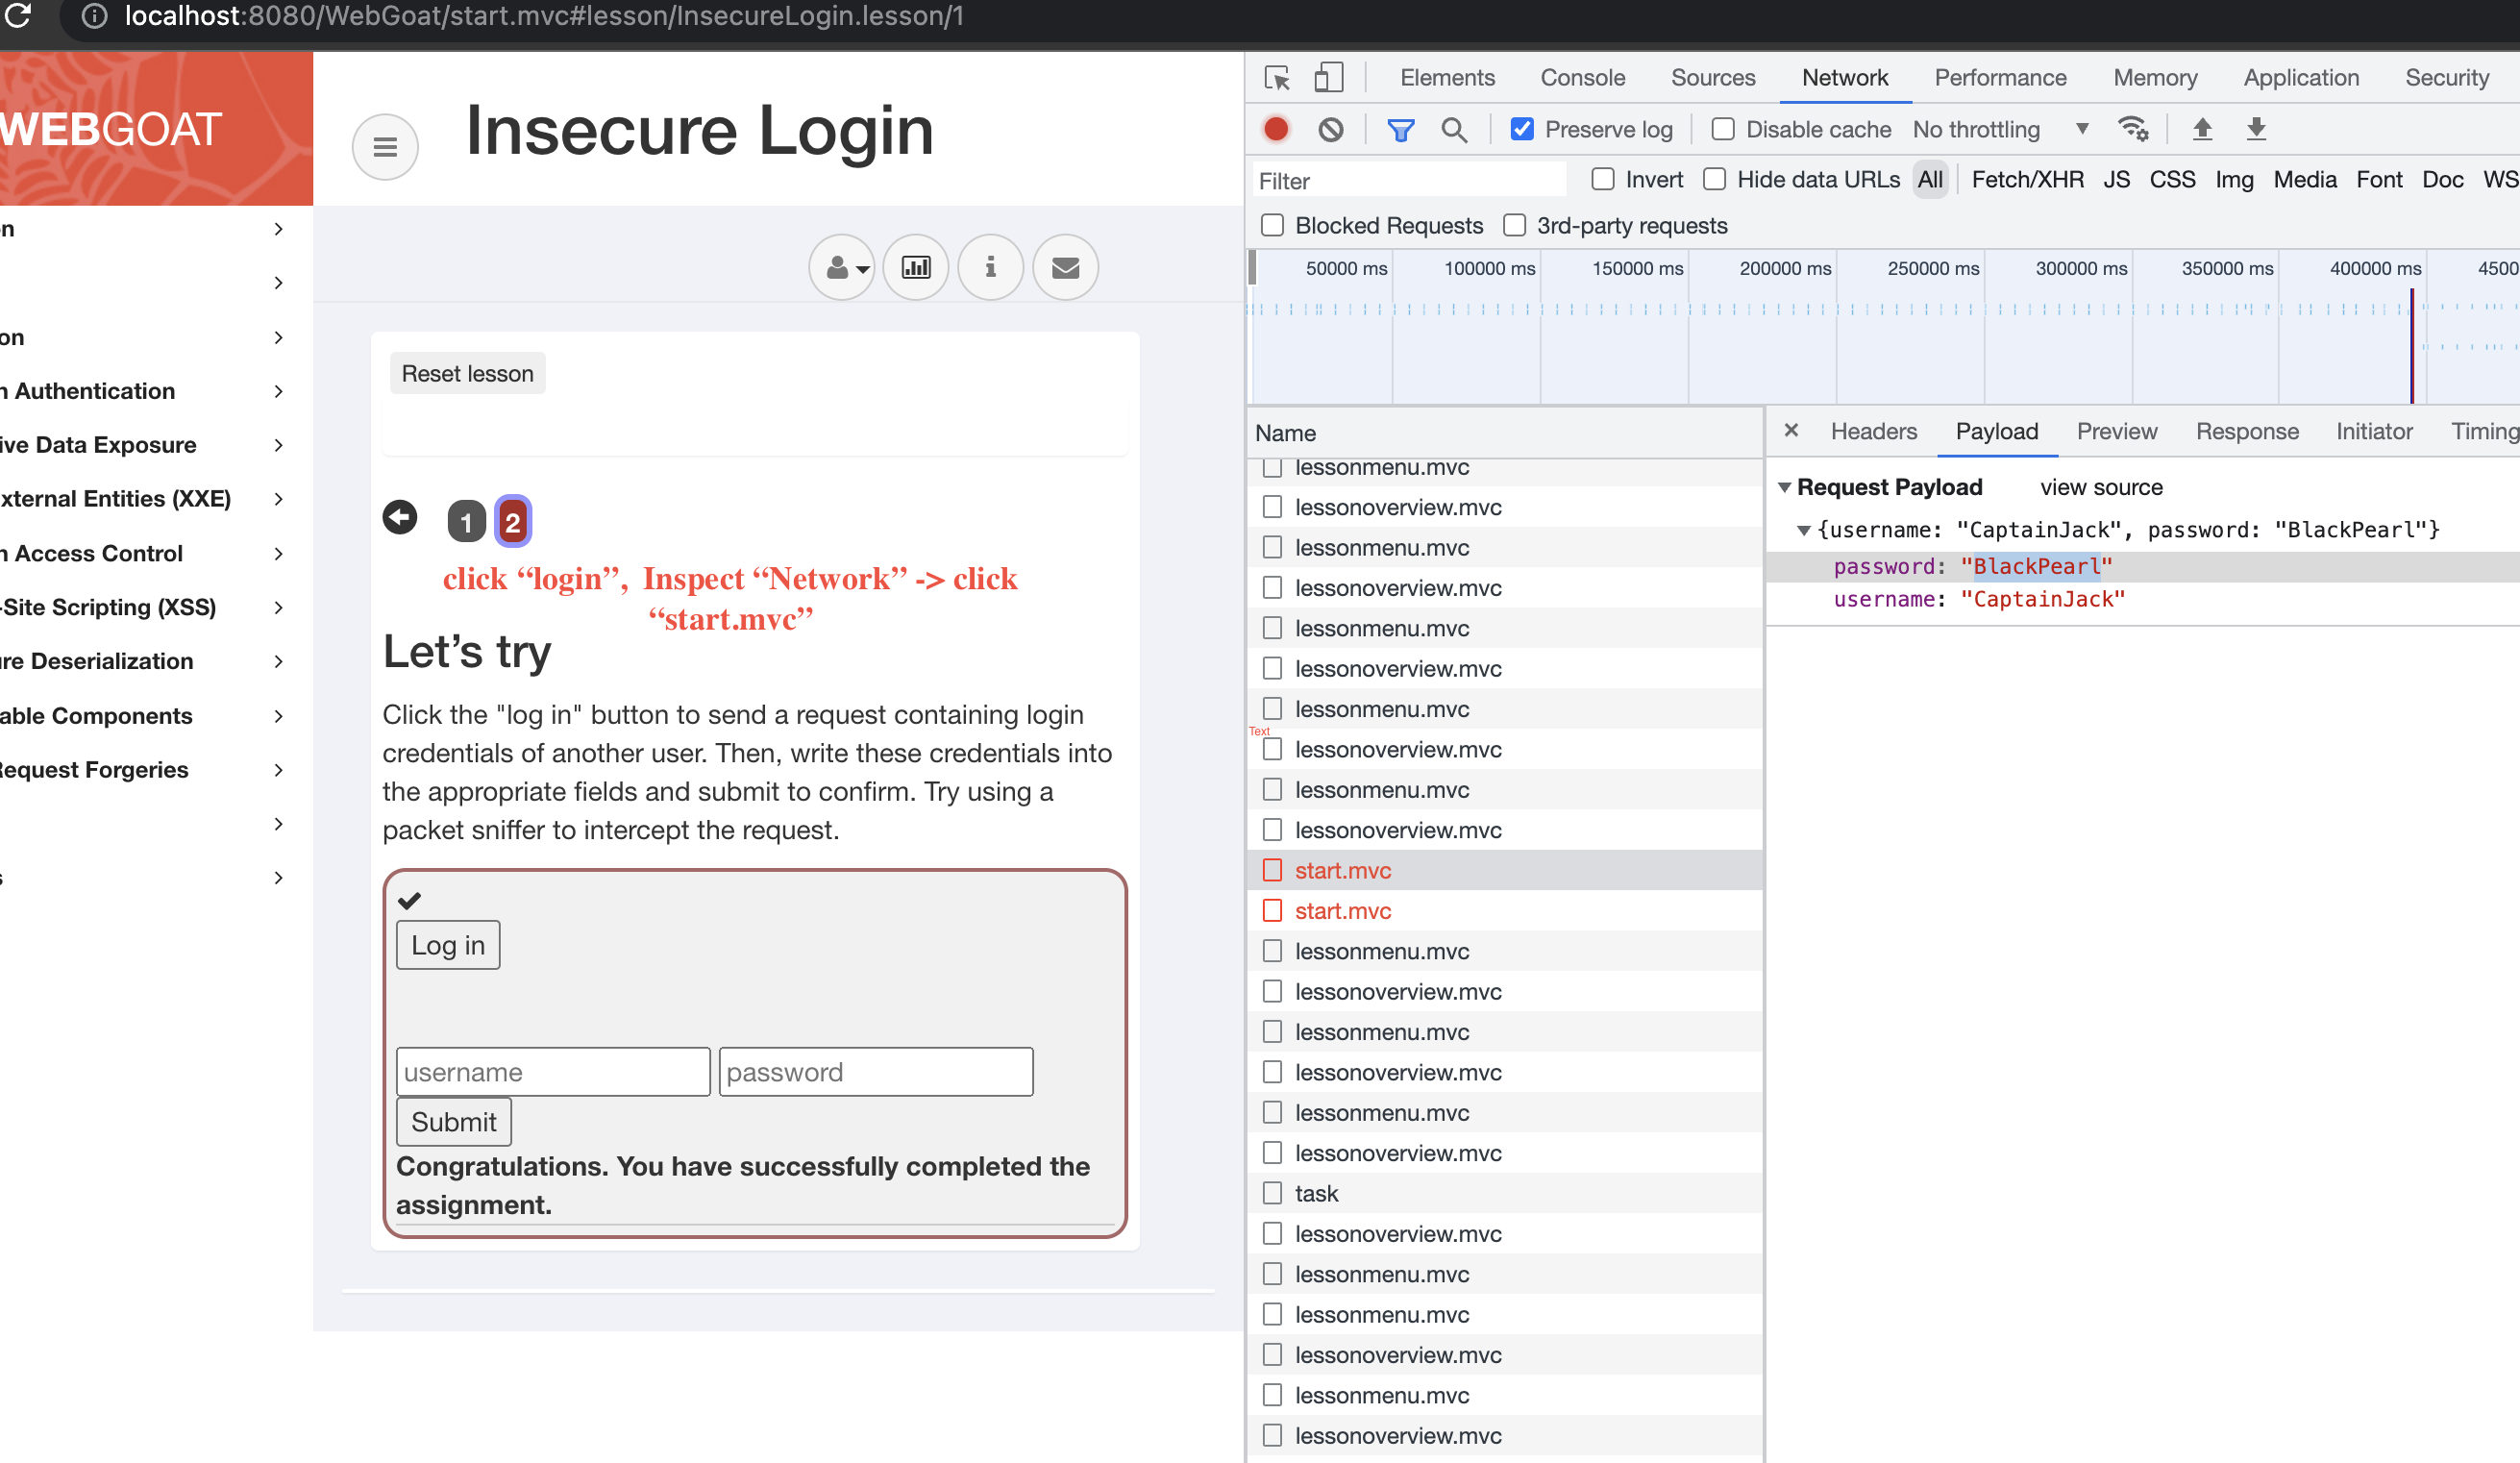 localhost:8080/WebGoat/start.mvc#lesson/InsecureLogin.lesson/1
WEBGOAT
n
on
n Authentication
ive Data Exposure
xternal Entities (XXE)
n Access Control
-Site Scripting (XSS)
re Deserialization
able Components
Request Forgeries
s
Insecure Login
Reset lesson
1 2
click “login”, Inspect “Network” -> click
“start.mvc”
Let’s try
Click the "log in" button to send a request containing login
credentials of another user. Then, write these credentials into
the appropriate fields and submit to confirm. Try using a
packet sniffer to intercept the request.
Log in
username password
Submit
Congratulations. You have successfully completed the
assignment.
Elements Console Sources Network Performance Memory Application Security
Preserve log Disable cache No throttling
Filter Invert Hide data URLs All Fetch/XHR JS CSS Img Media Font Doc WS
Blocked Requests 3rd-party requests
50000 ms 100000 ms 150000 ms 200000 ms 250000 ms 300000 ms 350000 ms 400000 ms 4500
Name
lessonmenu.mvc
lessonoverview.mvc
lessonmenu.mvc
lessonoverview.mvc
lessonmenu.mvc
lessonoverview.mvc
lessonmenu.mvc
Text
lessonoverview.mvc
lessonmenu.mvc
lessonoverview.mvc
start.mvc
start.mvc
lessonmenu.mvc
lessonoverview.mvc
lessonmenu.mvc
lessonoverview.mvc
lessonmenu.mvc
lessonoverview.mvc
task
lessonoverview.mvc
lessonmenu.mvc
lessonmenu.mvc
lessonoverview.mvc
lessonmenu.mvc
lessonoverview.mvc
× Headers Payload Preview Response Initiator Timing
Request Payload view source
{username: "CaptainJack", password: "BlackPearl"}
password: "BlackPearl"
username: "CaptainJack"